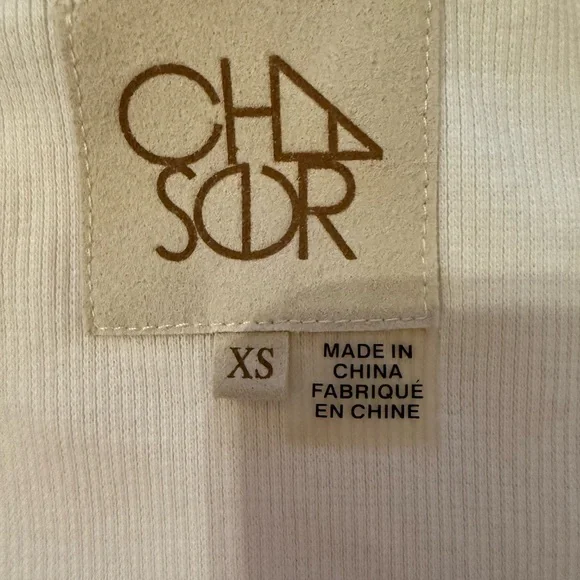 CHA
SER
XS
MADE IN
CHINA
FABRIQUÉ
EN CHINE